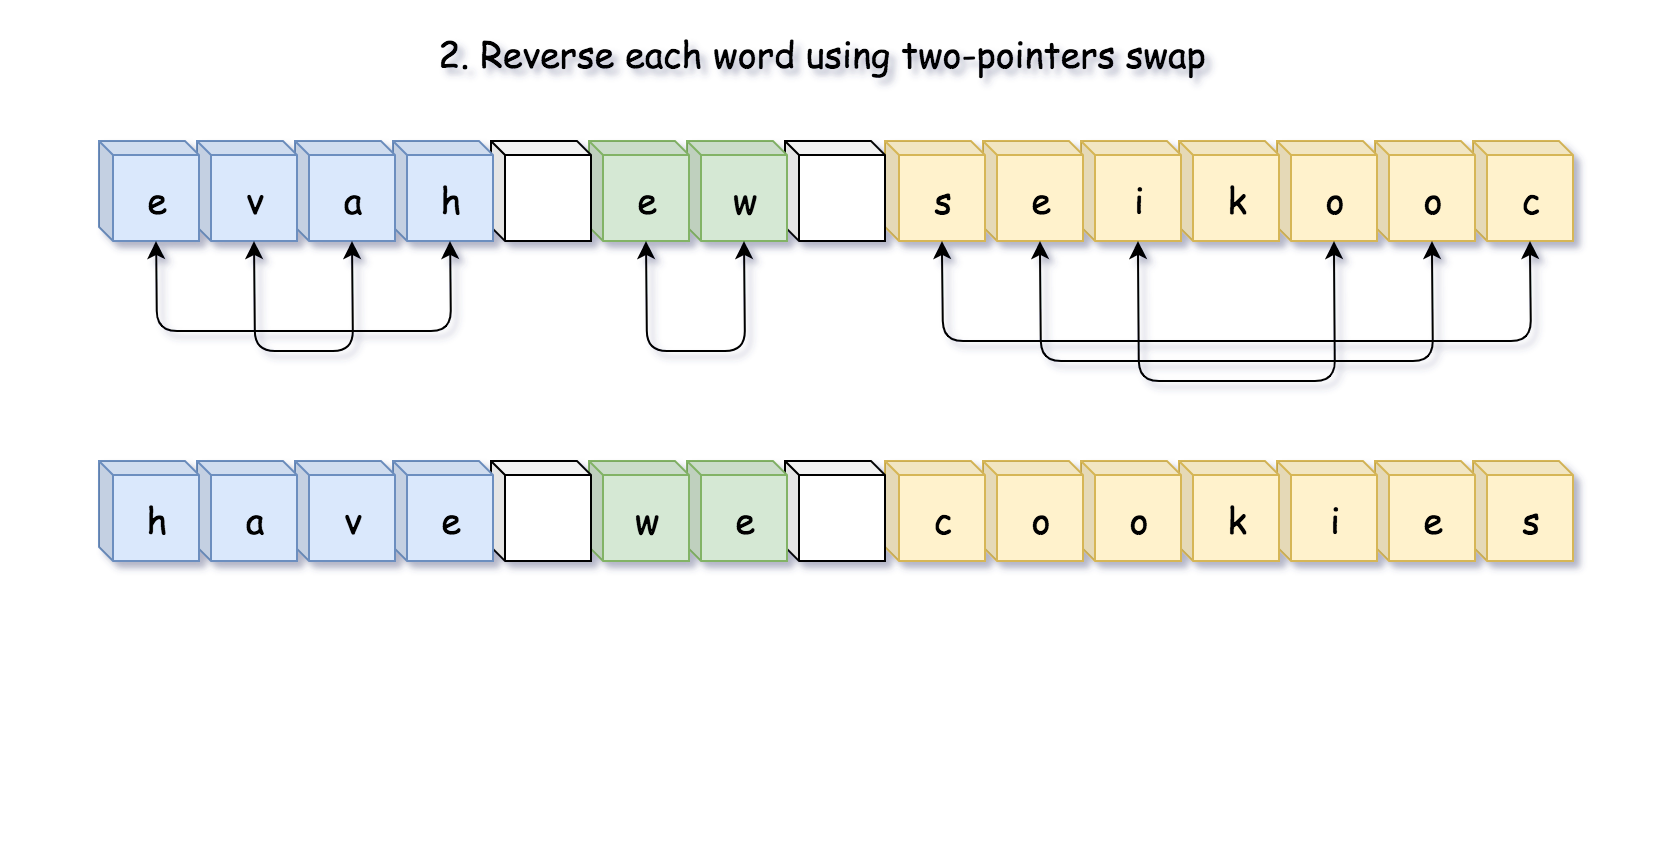 2. Reverse each word using two-pointers swap
e v a h e w s e i k o o c
h a v e w e c o o k i e s